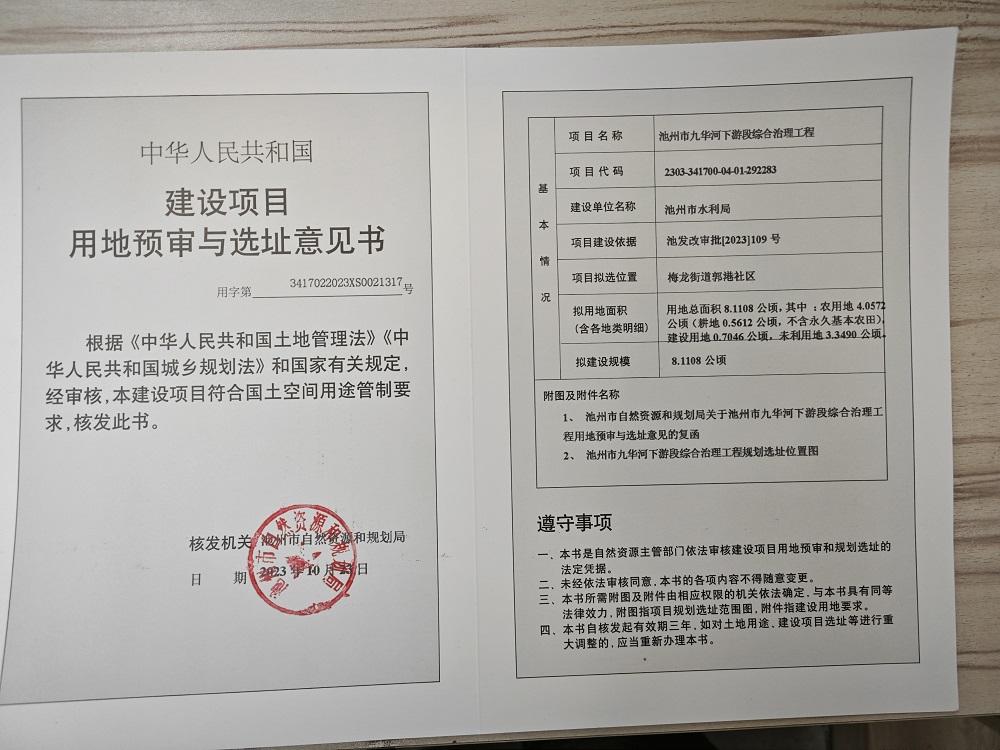 中华人民共和国
建设项目
用地预审与选址意见书
用字第 3417022023XS0021317 号
根据《中华人民共和国土地管理法》《中
华人民共和国城乡规划法》和国家有关规定,
经审核,本建设项目符合国土空间用途管制要
求,核发此书。
核发机关 池州市自然资源和规划局
日 期 2023 年 10 月 23 日
池州市自然资源和规划局
基本情况
项目名称 池州市九华河下游段综合治理工程
项目代码 2303-341700-04-01-292283
建设单位名称 池州市水利局
项目建设依据 池发改审批[2023]109 号
项目拟选位置 梅龙街道郭港社区
拟用地面积
(含各地类明细)
用地总面积 8.1108 公顷,其中:农用地 4.0572
公顷(耕地 0.5612 公顷,不含永久基本农田),
建设用地 0.7046 公顷,未利用地 3.3490 公顷。
拟建设规模 8.1108 公顷
附图及附件名称
1、 池州市自然资源和规划局关于池州市九华河下游段综合治理工
程用地预审与选址意见的复函
2、 池州市九华河下游段综合治理工程规划选址位置图
遵守事项
一、本书是自然资源主管部门依法审核建设项目用地预审和规划选址的
法定凭据。
二、未经依法审核同意,本书的各项内容不得随意变更。
三、本书所需附图及附件由相应权限的机关依法确定,与本书具有同等
法律效力,附图指项目规划选址范围图,附件指建设用地要求。
四、本书自核发起有效期三年,如对土地用途、建设项目选址等进行重
大调整的,应当重新办理本书。